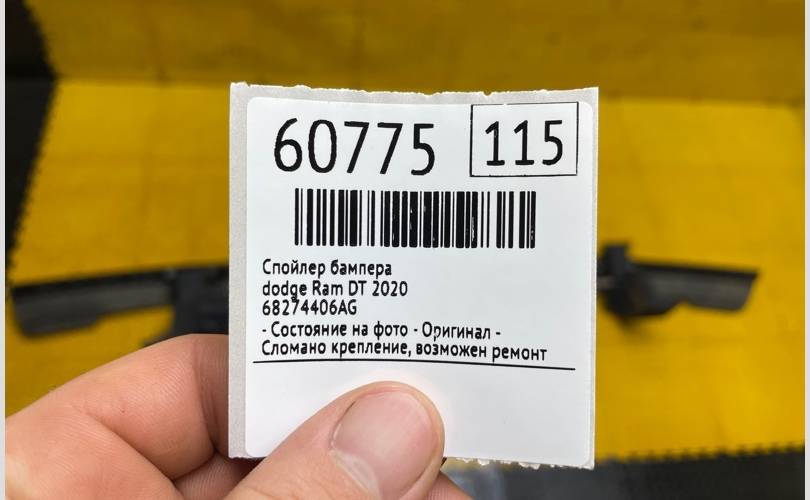 60775 115
Спойлер бампера
dodge Ram DT 2020
68274406AG
- Состояние на фото - Оригинал -
Сломано крепление, возможен ремонт